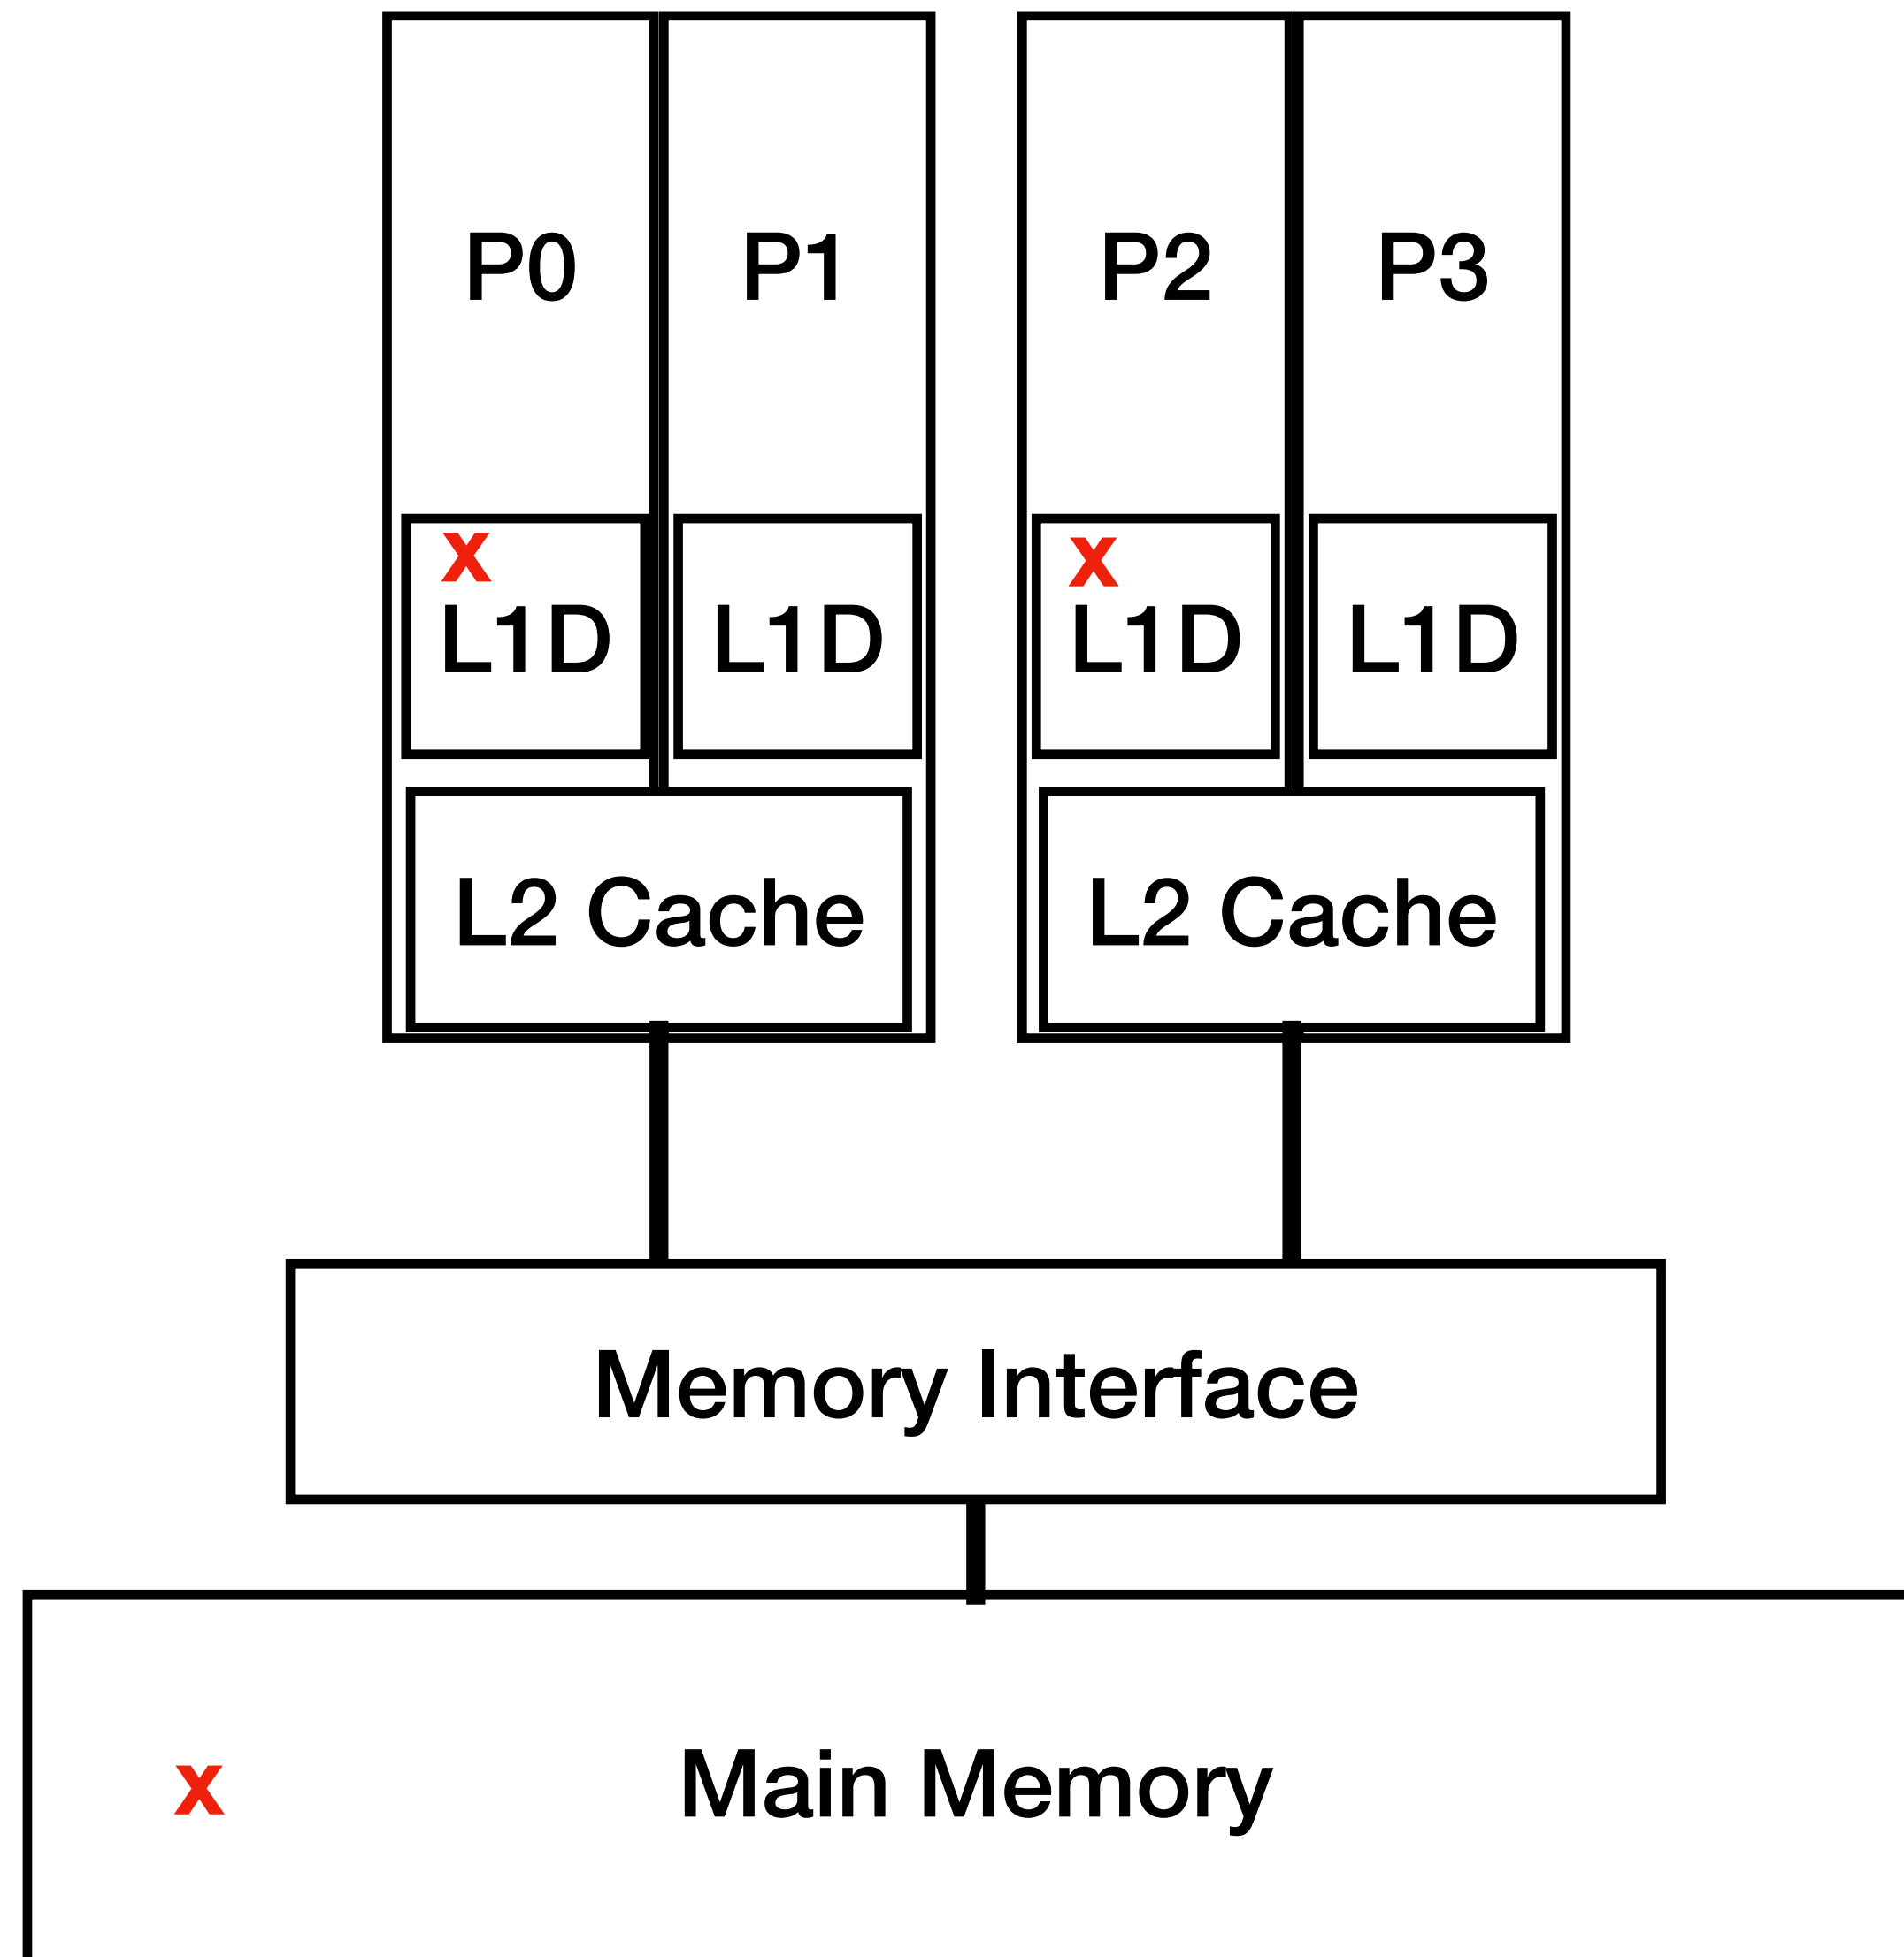 P0 P1 P2 P3
x x
L1D L1D L1D L1D
L2 Cache L2 Cache
Memory Interface
x Main Memory